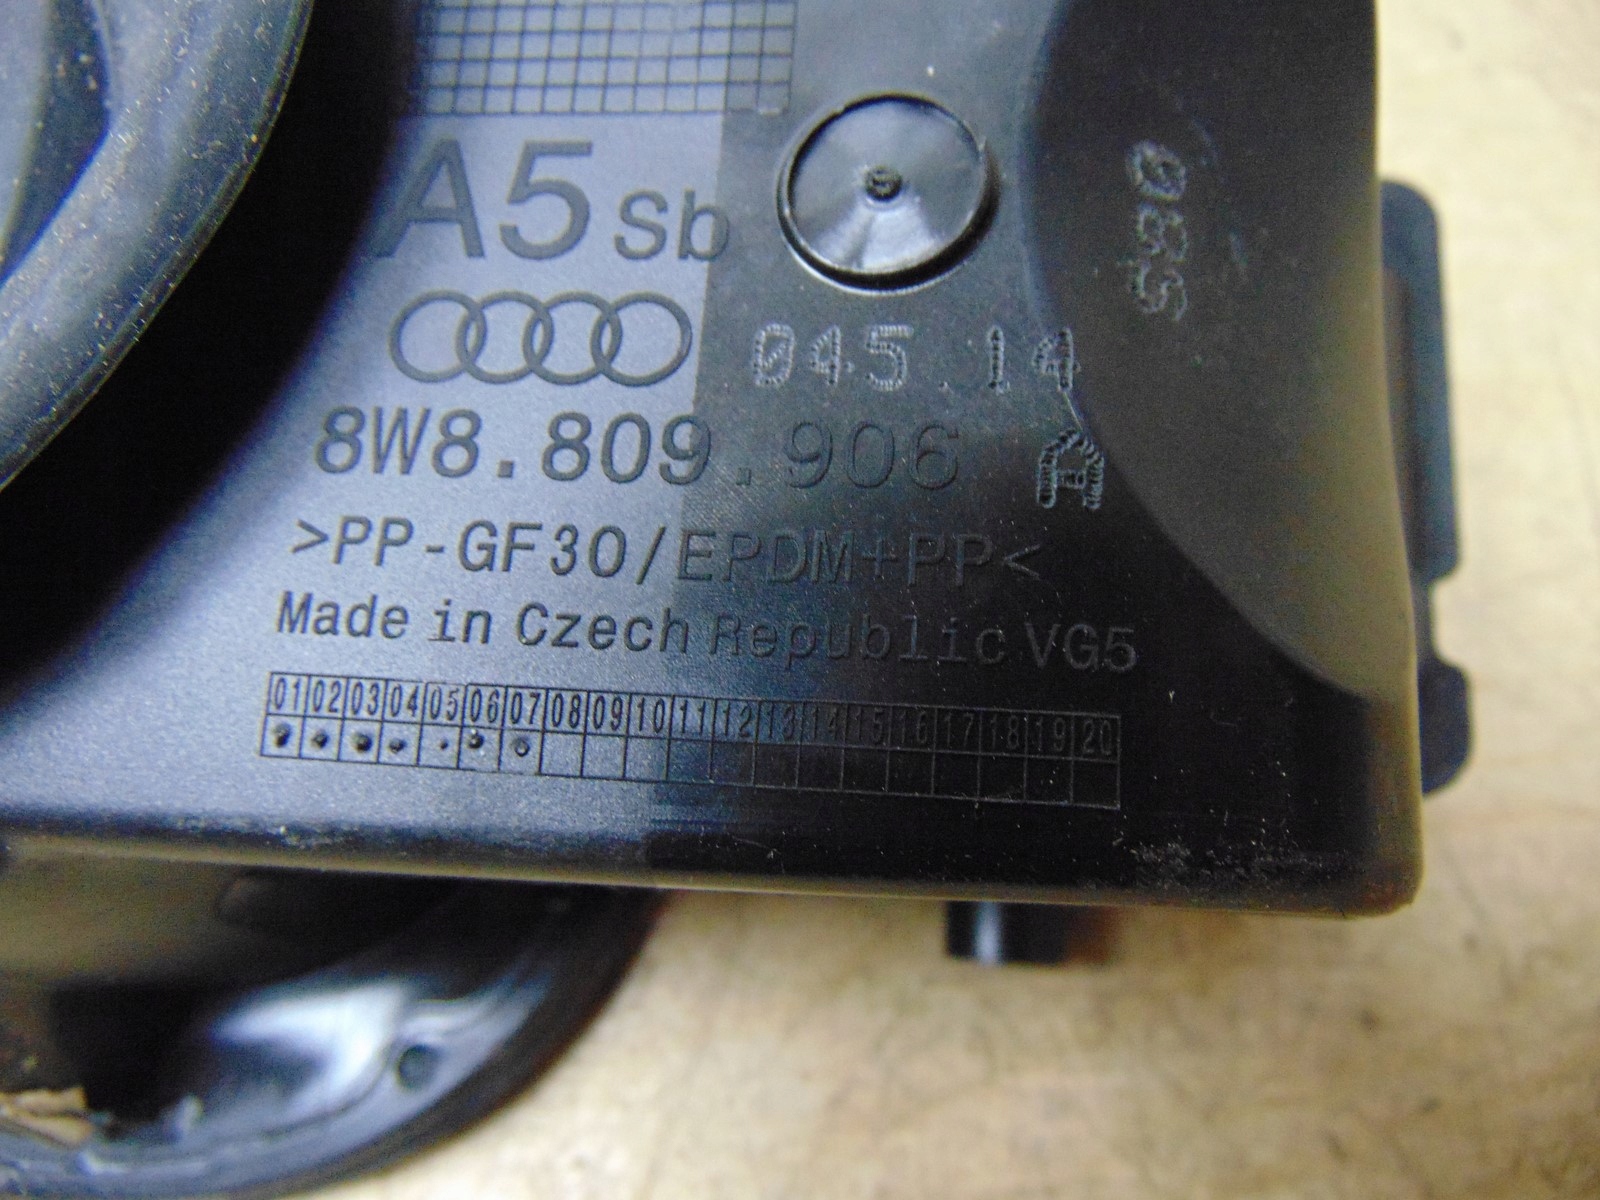 A5 Sb
045.14
8W8.809.906 A
>PP-GF30/EPDM+PP<
Made in Czech Republic VG5
01 02 03 04 05 06 07 08 09 10 11 12 13 14 15 16 17 18 19 20